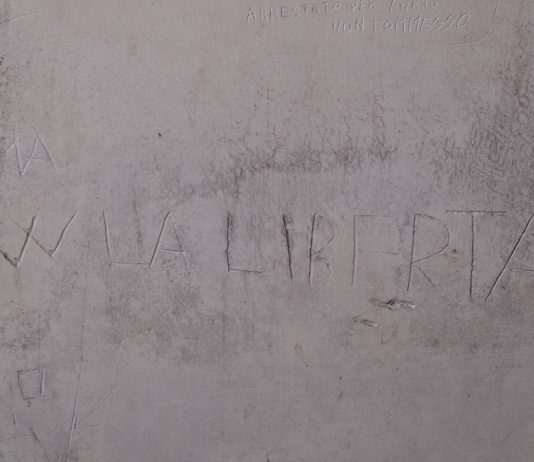 ARRESTATO PER FURTO
NON COMMESSO
W LA LIBERTA